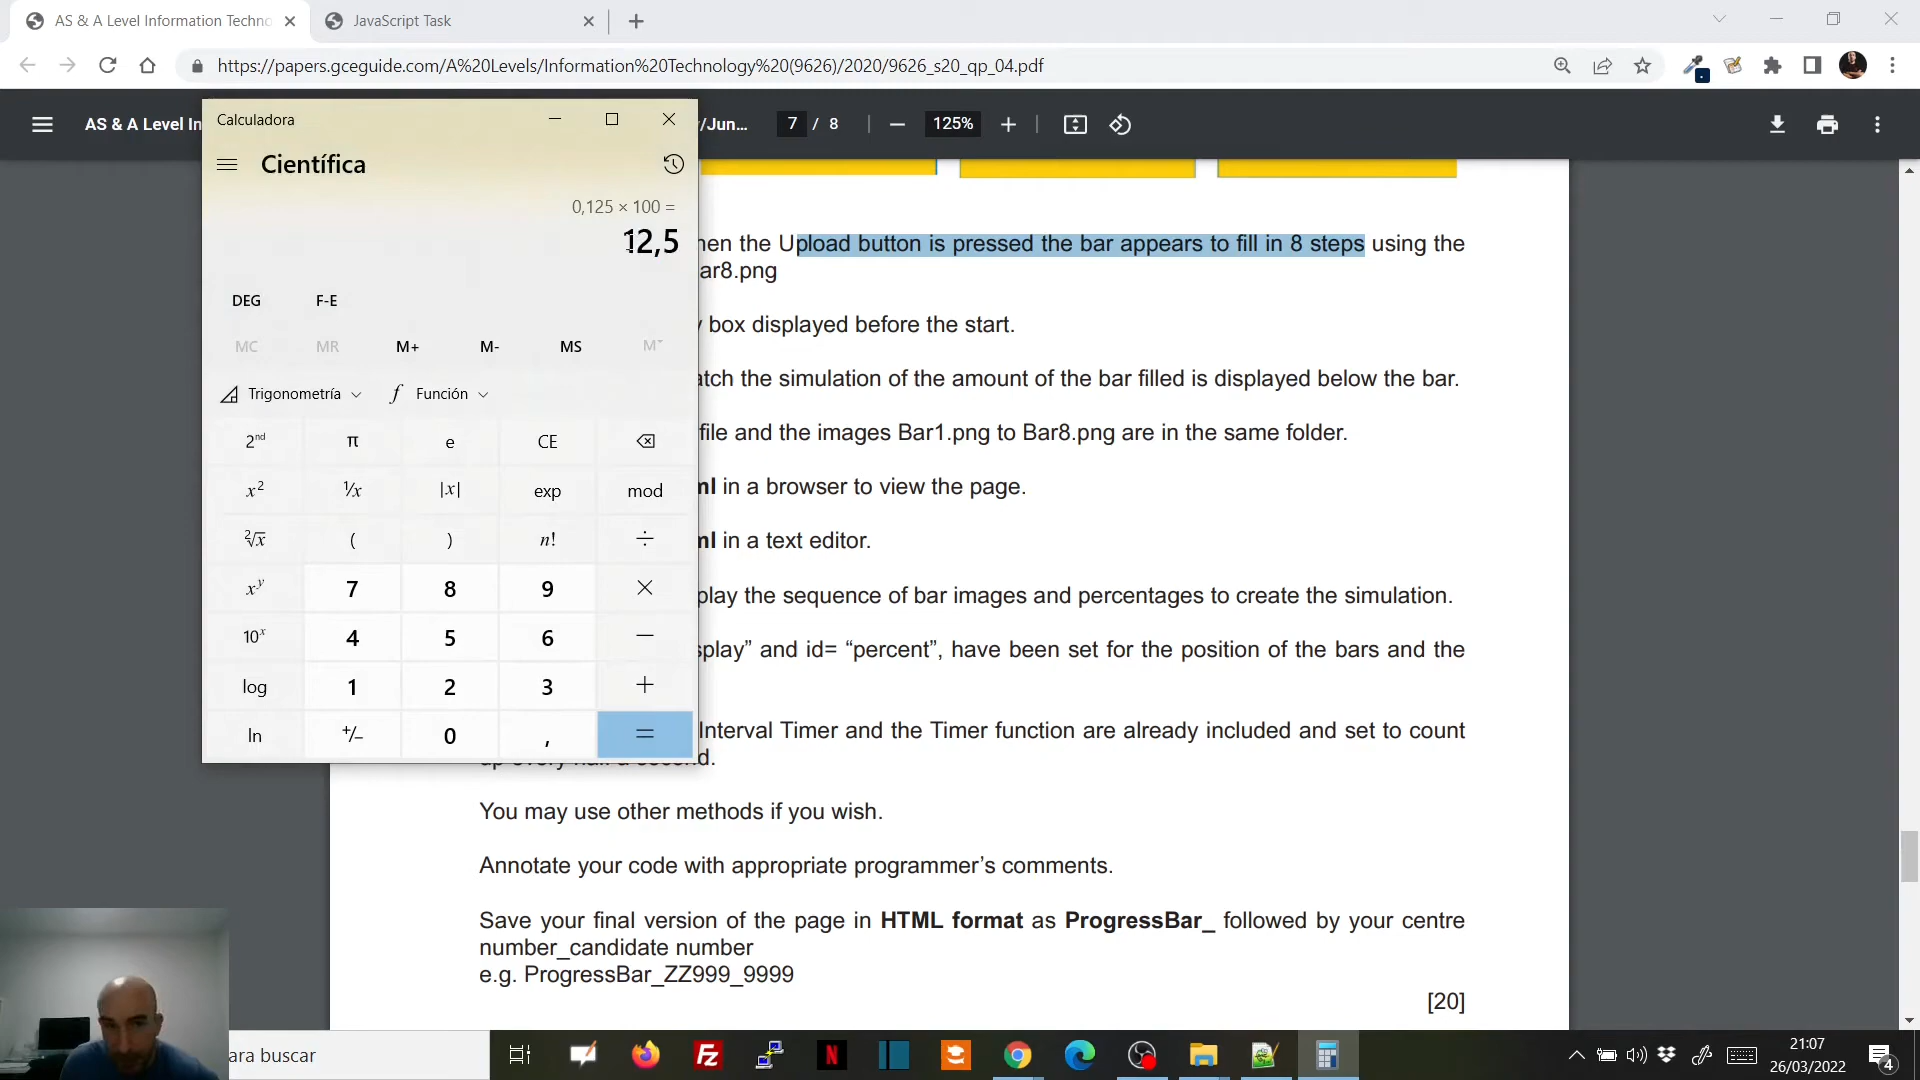 AS & A Level Information Techno
JavaScript Task
https://papers.gceguide.com/A%20Levels/Information%20Technology%20(9626)/2020/9626_s20_qp_04.pdf
AS & A Level In
/Jun...
7 / 8
125%
Calculadora
Científica
0,125 × 100 =
12,5
DEG F-E
MC MR M+ M- MS M
Trigonometría
f Función
2nd π e CE
x2 1/x |x| exp mod
2√x ( ) n! ÷
xy 7 8 9 ×
10x 4 5 6 −
log 1 2 3 +
ln +/− 0 , =
hen the Upload button is pressed the bar appears to fill in 8 steps using the
ar8.png
y box displayed before the start.
atch the simulation of the amount of the bar filled is displayed below the bar.
file and the images Bar1.png to Bar8.png are in the same folder.
ml in a browser to view the page.
ml in a text editor.
play the sequence of bar images and percentages to create the simulation.
splay” and id= “percent”, have been set for the position of the bars and the
Interval Timer and the Timer function are already included and set to count
up every half a second.
You may use other methods if you wish.
Annotate your code with appropriate programmer’s comments.
Save your final version of the page in HTML format as ProgressBar_ followed by your centre
number_candidate number
e.g. ProgressBar_ZZ999_9999
[20]
ara buscar
21:07
26/03/2022
4